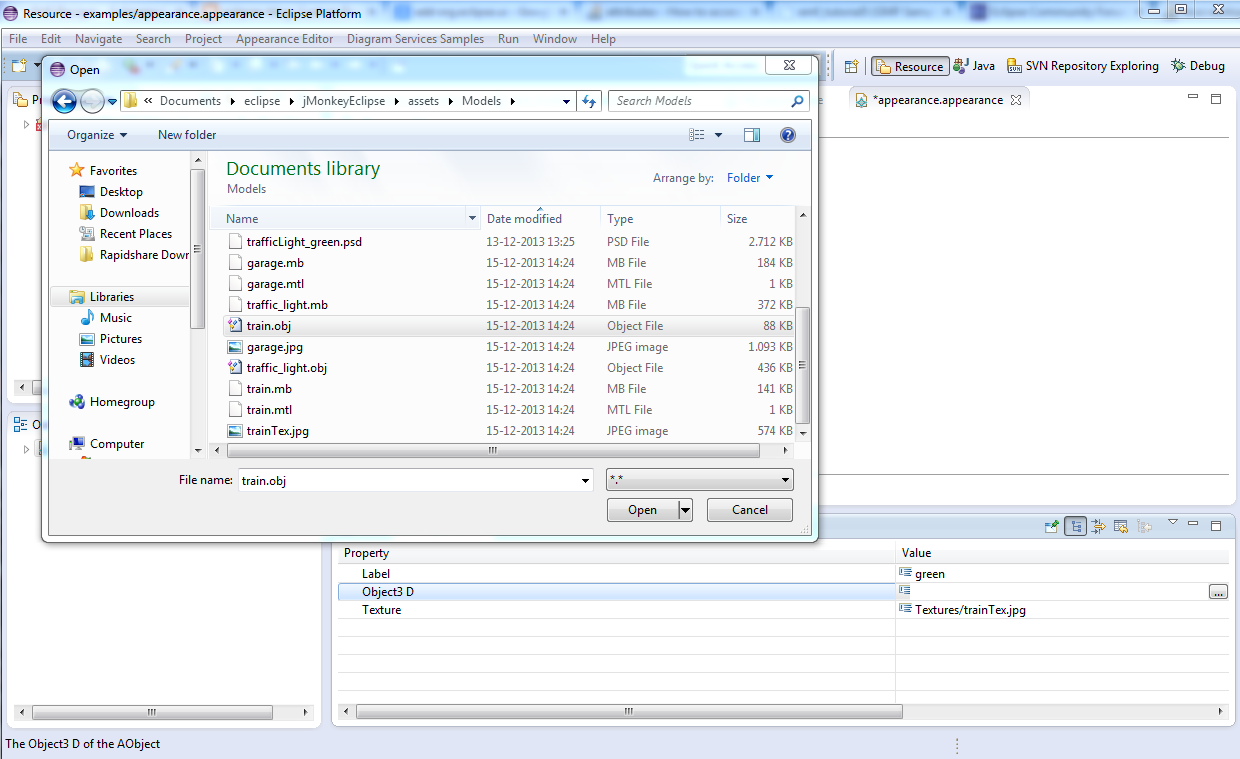 Resource - examples/appearance.appearance - Eclipse Platform
File Edit Navigate Search Project Appearance Editor Diagram Services Samples Run Window Help
Open
Resource Java SVN Repository Exploring Debug
« Documents eclipse jMonkeyEclipse assets Models Search Models
*appearance.appearance
Organize New folder
Favorites
Desktop
Downloads
Recent Places
Rapidshare Dowr
Libraries
Music
Pictures
Videos
Homegroup
Computer
Documents library
Models
Arrange by: Folder
Name Date modified Type Size
trafficLight_green.psd 13-12-2013 13:25 PSD File 2.712 KB
garage.mb 15-12-2013 14:24 MB File 184 KB
garage.mtl 15-12-2013 14:24 MTL File 1 KB
traffic_light.mb 15-12-2013 14:24 MB File 372 KB
train.obj 15-12-2013 14:24 Object File 88 KB
garage.jpg 15-12-2013 14:24 JPEG image 1.093 KB
traffic_light.obj 15-12-2013 14:24 Object File 436 KB
train.mb 15-12-2013 14:24 MB File 141 KB
train.mtl 15-12-2013 14:24 MTL File 1 KB
trainTex.jpg 15-12-2013 14:24 JPEG image 574 KB
File name: train.obj *.*
Open Cancel
Property Value
Label green
Object3 D ...
Texture Textures/trainTex.jpg
The Object3 D of the AObject